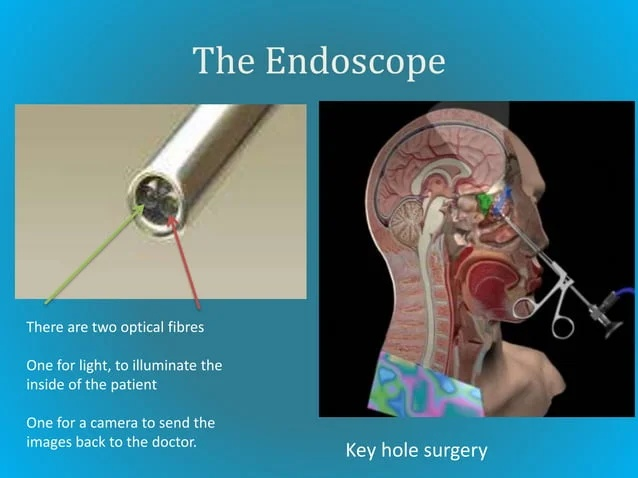 The Endoscope
There are two optical fibres
One for light, to illuminate the
inside of the patient
One for a camera to send the
images back to the doctor.
Key hole surgery